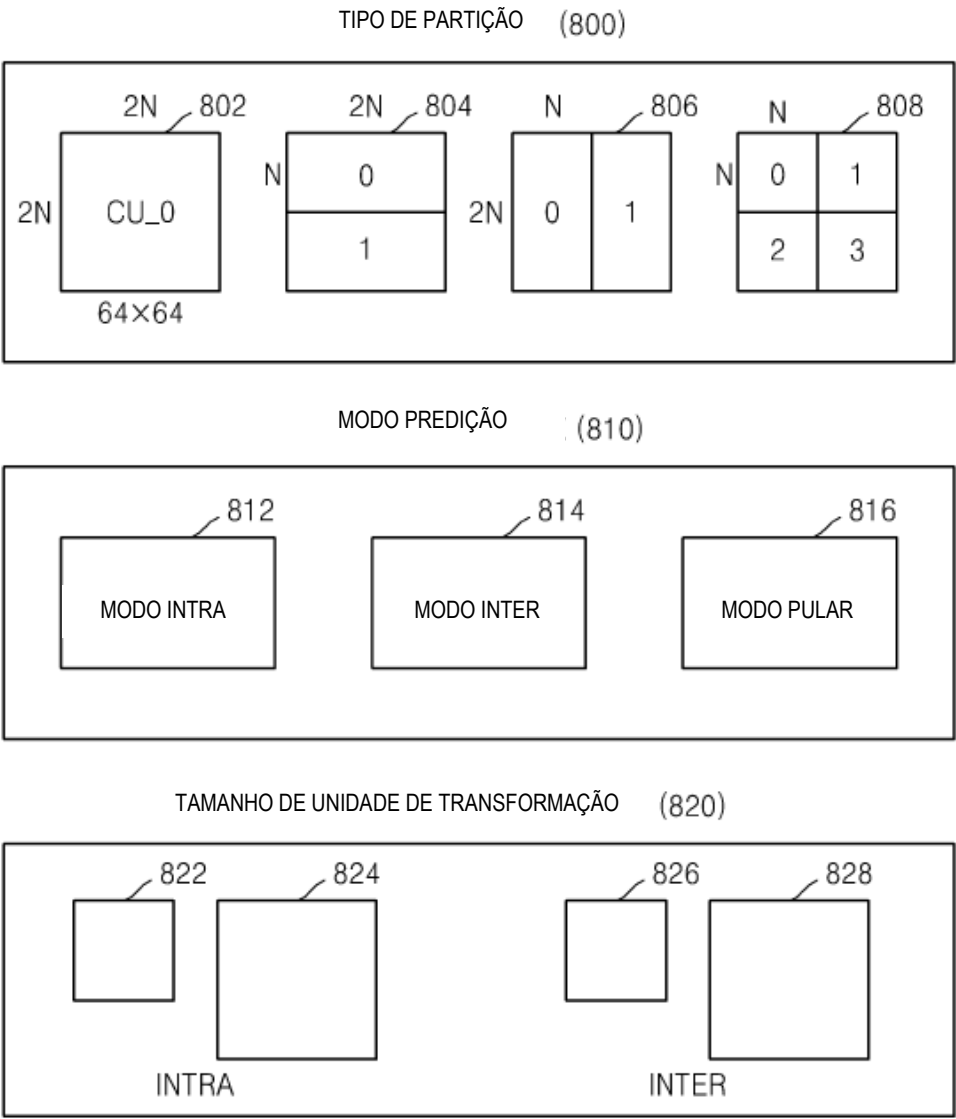 TIPO DE PARTIÇÃO (800)
2N 802 2N 804 N 806 N 808
2N CU_0 N 0 1 2N 0 1 N 0 1 2 3
64×64
MODO PREDIÇÃO (810)
812 814 816
MODO INTRA MODO INTER MODO PULAR
TAMANHO DE UNIDADE DE TRANSFORMAÇÃO (820)
822 824 826 828
INTRA INTER